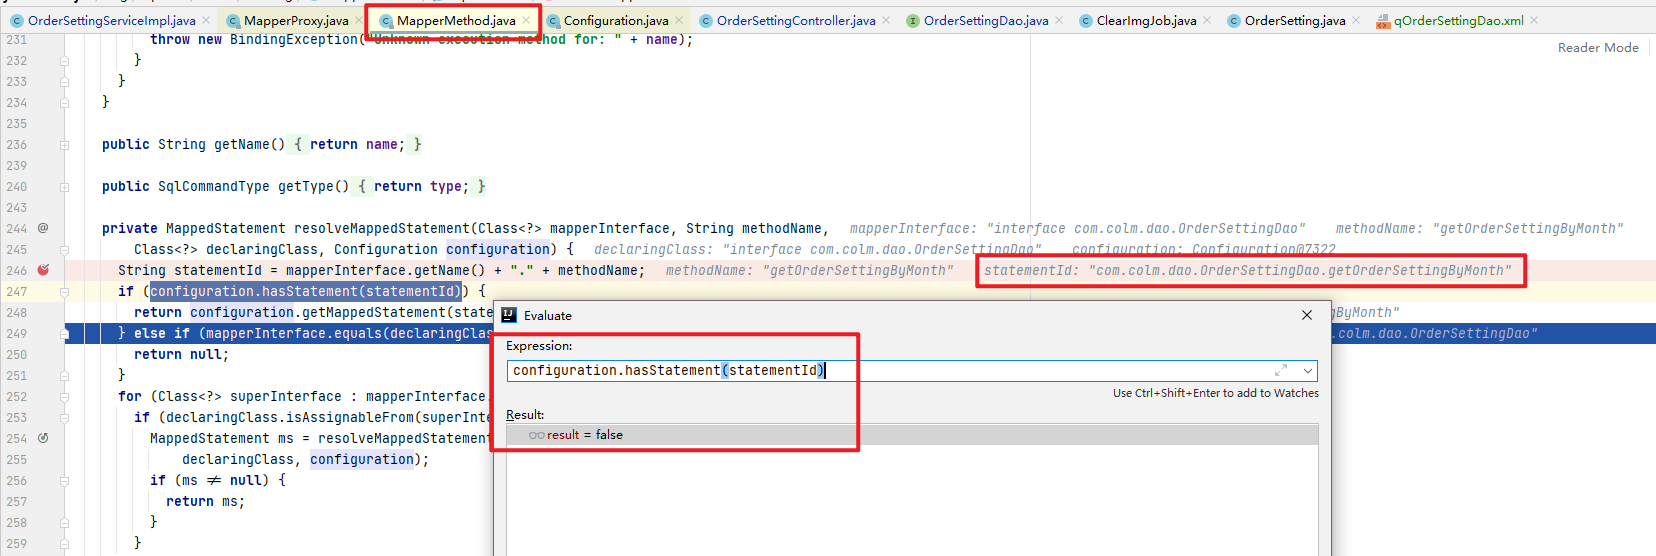 OrderSettingServiceImpl.java MapperProxy.java MapperMethod.java Configuration.java OrderSettingController.java OrderSettingDao.java ClearImgJob.java OrderSetting.java qOrderSettingDao.xml
Reader Mode
231 throw new BindingException("Unknown execution method for: " + name);
232 }
233 }
234 }
235
236 public String getName() { return name; }
239
240 public SqlCommandType getType() { return type; }
243
244 private MappedStatement resolveMappedStatement(Class<?> mapperInterface, String methodName, mapperInterface: "interface com.colm.dao.OrderSettingDao" methodName: "getOrderSettingByMonth"
245 Class<?> declaringClass, Configuration configuration) { declaringClass: "interface com.colm.dao.OrderSettingDao" configuration: Configuration@7322
246 String statementId = mapperInterface.getName() + "." + methodName; methodName: "getOrderSettingByMonth" statementId: "com.colm.dao.OrderSettingDao.getOrderSettingByMonth"
247 if (configuration.hasStatement(statementId)) {
248 return configuration.getMappedStatement(state gByMonth"
249 } else if (mapperInterface.equals(declaringClas .colm.dao.OrderSettingDao"
250 return null;
251 }
252 for (Class<?> superInterface : mapperInterface.
253 if (declaringClass.isAssignableFrom(superInte
254 MappedStatement ms = resolveMappedStatement
255 declaringClass, configuration);
256 if (ms ≠ null) {
257 return ms;
258 }
259 }
Evaluate
Expression:
configuration.hasStatement(statementId)
Use Ctrl+Shift+Enter to add to Watches
Result:
result = false